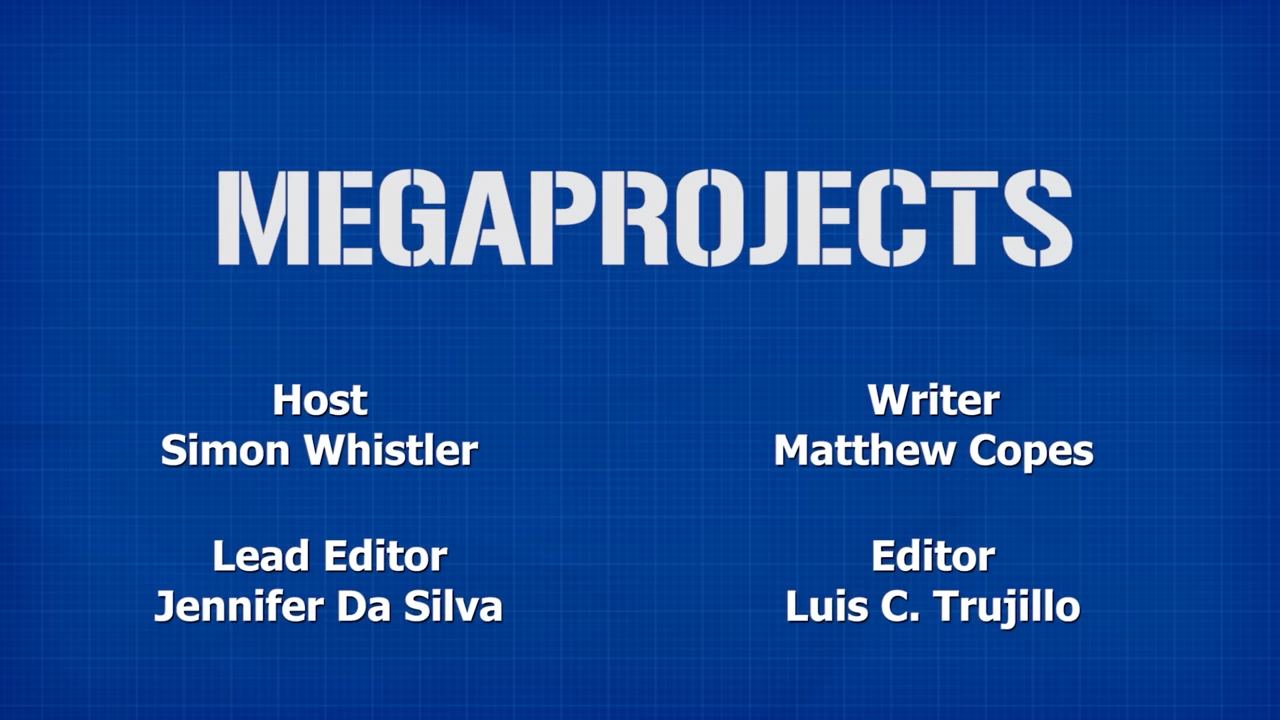 MEGAPROJECTS
Host
Simon Whistler
Writer
Matthew Copes
Lead Editor
Jennifer Da Silva
Editor
Luis C. Trujillo